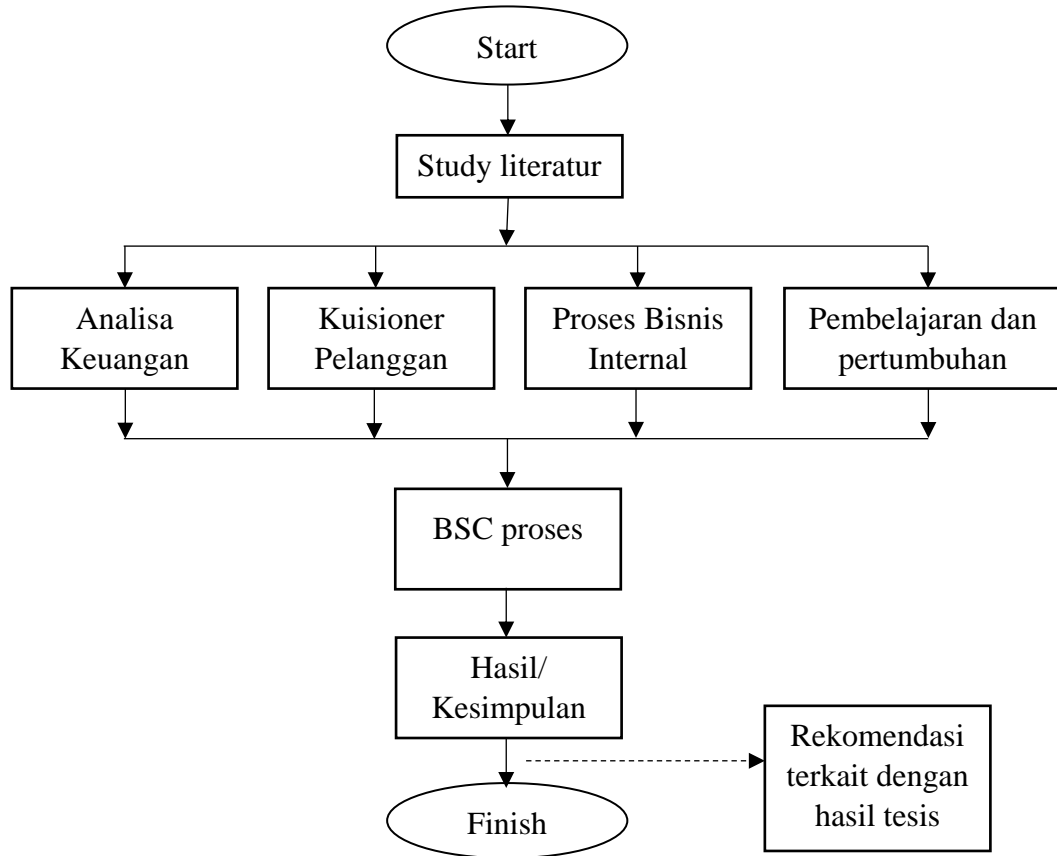 Start
Study literatur
Analisa
Keuangan
Kuisioner
Pelanggan
Proses Bisnis
Internal
Pembelajaran dan
pertumbuhan
BSC proses
Hasil/
Kesimpulan
Rekomendasi
terkait dengan
hasil tesis
Finish